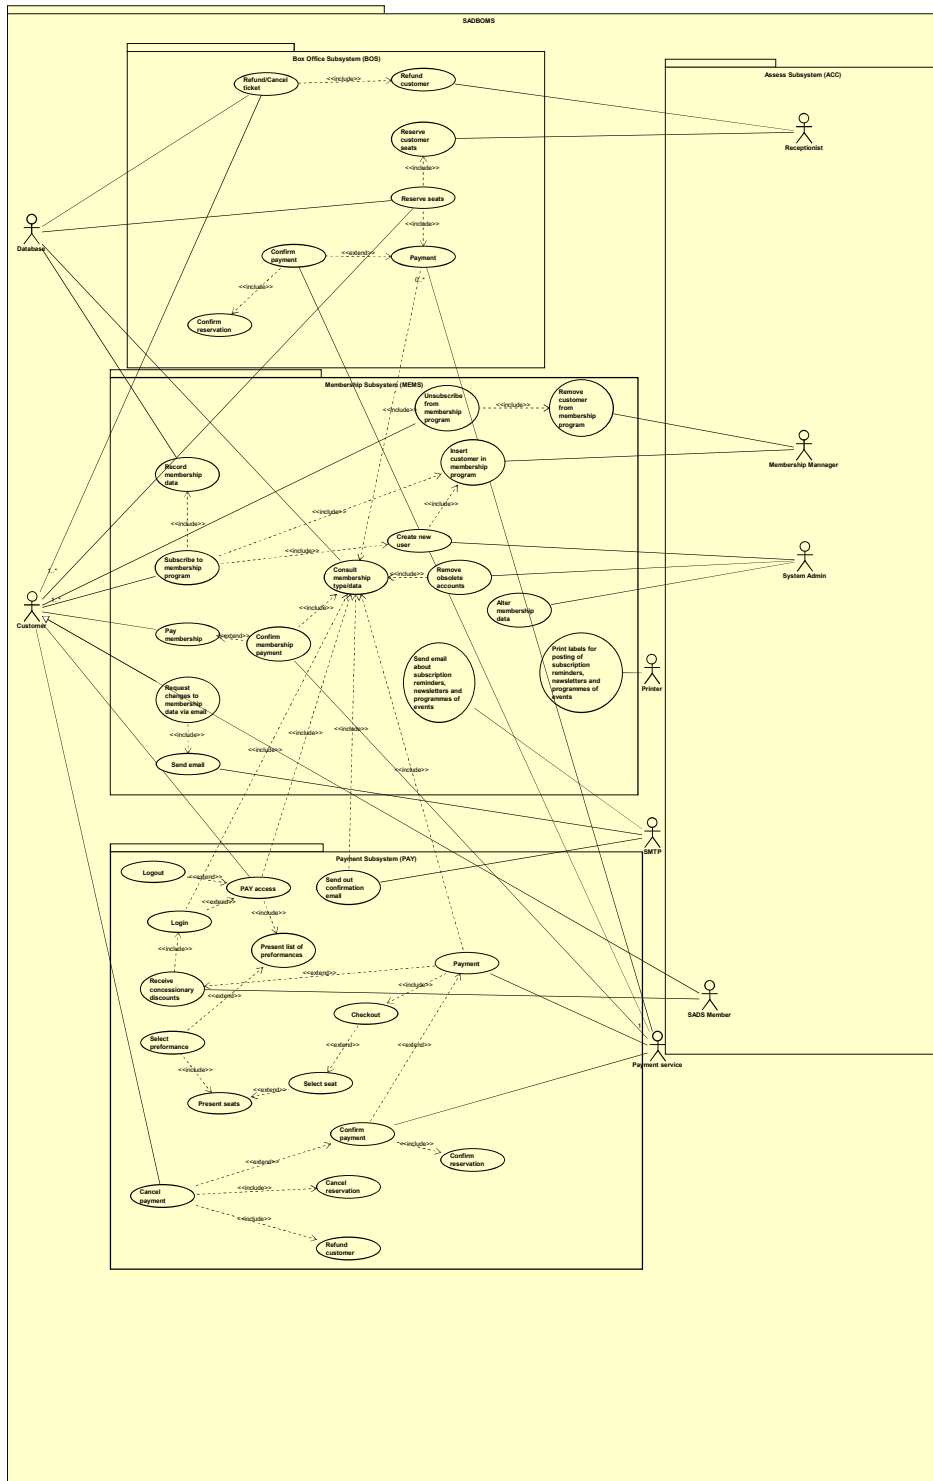 SADBOMS
Box Office Subsystem (BOS)
Assess Subsystem (ACC)
Refund/Cancel
ticket
<<include>>
Refund
customer
Receptionist
Reserve
customer
seats
<<include>>
Reserve seats
<<include>>
Database
Confirm
payment
<<extend>>
Payment
0..*
<<include>>
Confirm
reservation
Membership Subsystem (MEMS)
Unsubscribe
from
membership
program
<<include>>
Remove
customer
from
membership
program
<<include>>
Membership Mannager
Insert
customer in
membership
program
Record
membership
data
<<include>>
<<include>>
<<include>>
Create new
user
<<include>>
Subscribe to
membership
program
1..*
Consult
membership
type/data
<<include>>
Remove
obsolete
accounts
System Admin
Alter
membership
data
1..*
Customer
<<include>>
Pay
membership
<<extend>>
Confirm
membership
payment
Send email
about
subscription
reminders,
newsletters and
programmes of
events
Print labels for
posting of
subscription
reminders,
newsletters and
programmes of
events
Printer
Request
changes to
membership
data via email
<<include>>
Send email
<<include>>
<<include>>
<<include>>
<<include>>
SMTP
Payment Subsystem (PAY)
Logout
<<extend>>
PAY access
Send out
confirmation
email
<<extend>>
Login
<<include>>
<<include>>
Present list of
preformances
Payment
<<extend>>
Receive
concessionary
discounts
<<include>>
<<extend>>
SADS Member
Checkout
1
Select
preformance
<<extend>>
<<extend>>
Payment service
<<include>>
Select seat
<<extend>>
Present seats
Confirm
payment
<<include>>
Confirm
reservation
<<extend>>
Cancel
payment
<<include>>
Cancel
reservation
<<include>>
Refund
customer